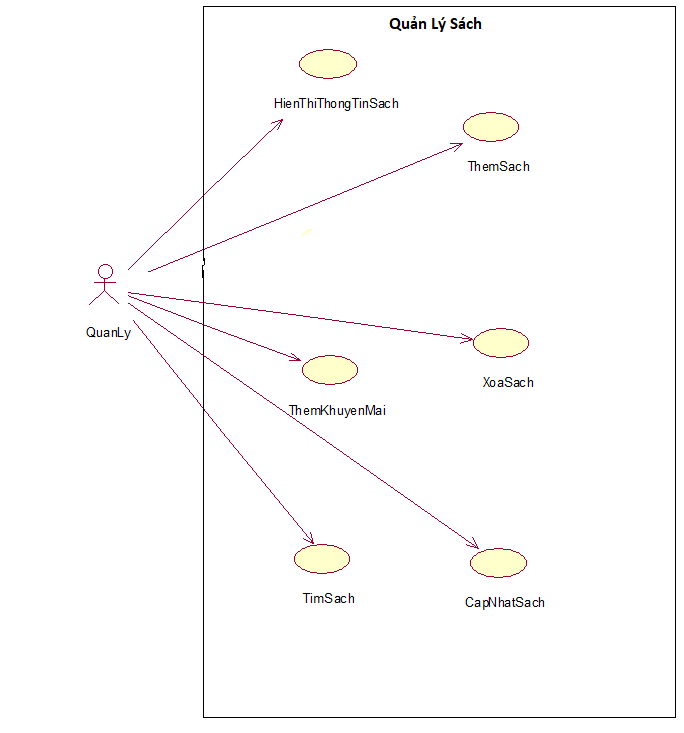 Quản Lý Sách
HienThiThongTinSach
ThemSach
QuanLy
XoaSach
ThemKhuyenMai
TimSach
CapNhatSach